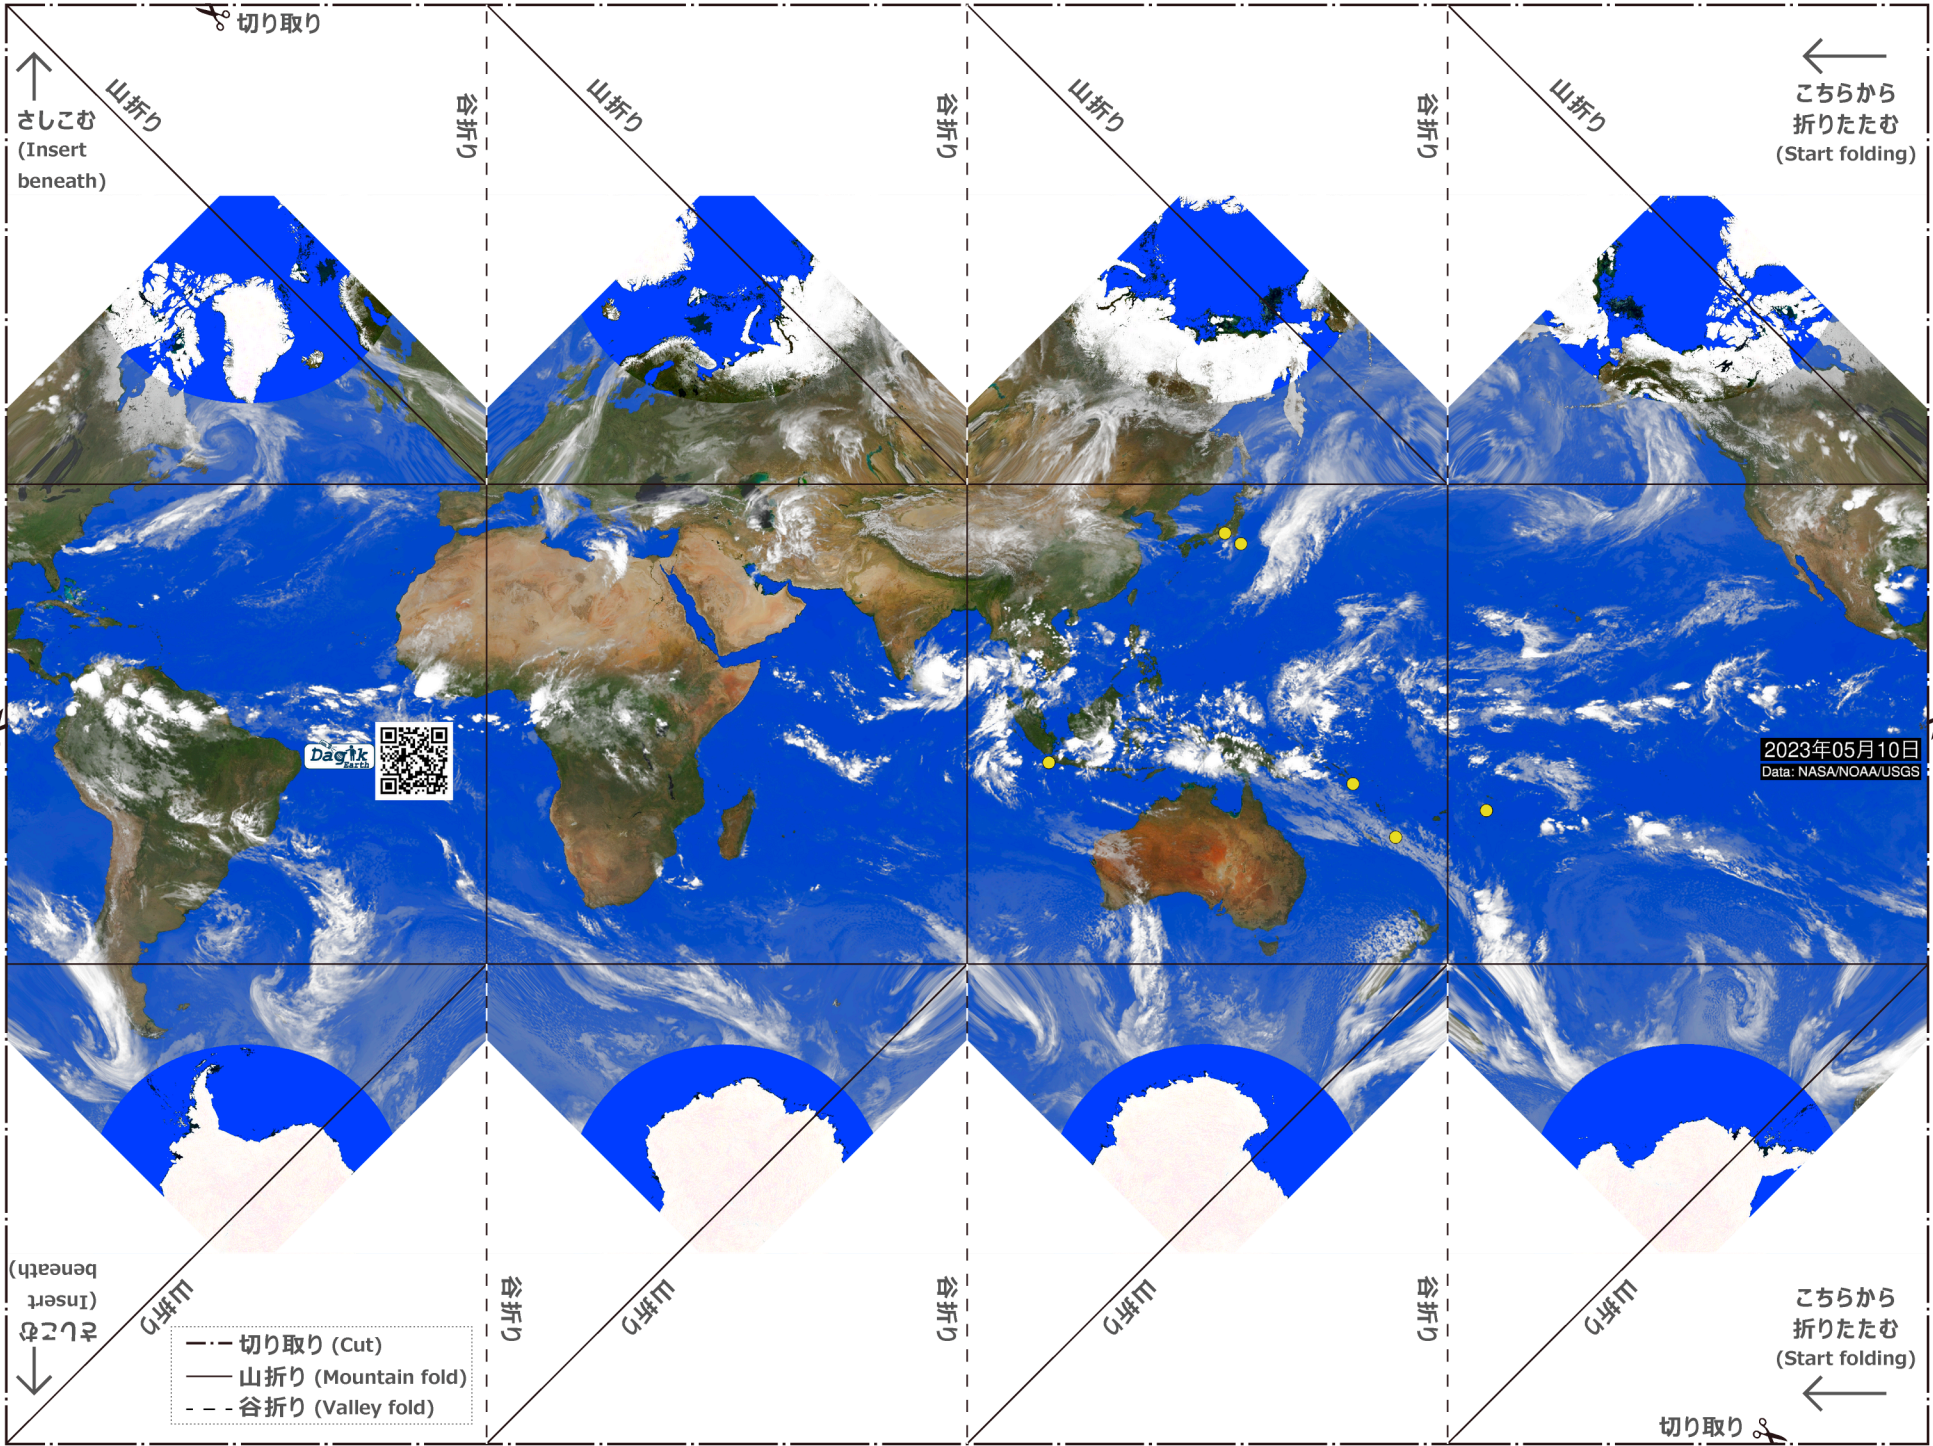 切り取り
山折り
谷折り
山折り
谷折り
山折り
谷折り
山折り
さしこむ
(Insert
beneath)
こちらから
折りたたむ
(Start folding)
Dagik
Earth
2023年05月10日
Data: NASA/NOAA/USGS
さしこむ
(Insert
beneath)
山折り
谷折り
山折り
谷折り
山折り
谷折り
山折り
こちらから
折りたたむ
(Start folding)
切り取り (Cut)
山折り (Mountain fold)
谷折り (Valley fold)
切り取り